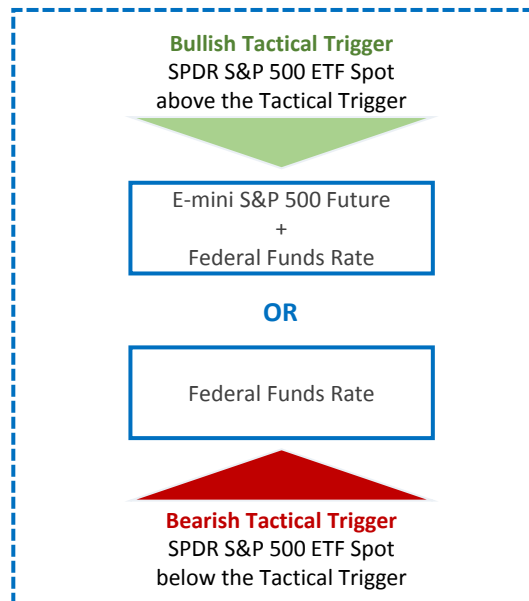 Bullish Tactical Trigger
SPDR S&P 500 ETF Spot
above the Tactical Trigger
E-mini S&P 500 Future
+
Federal Funds Rate
OR
Federal Funds Rate
Bearish Tactical Trigger
SPDR S&P 500 ETF Spot
below the Tactical Trigger